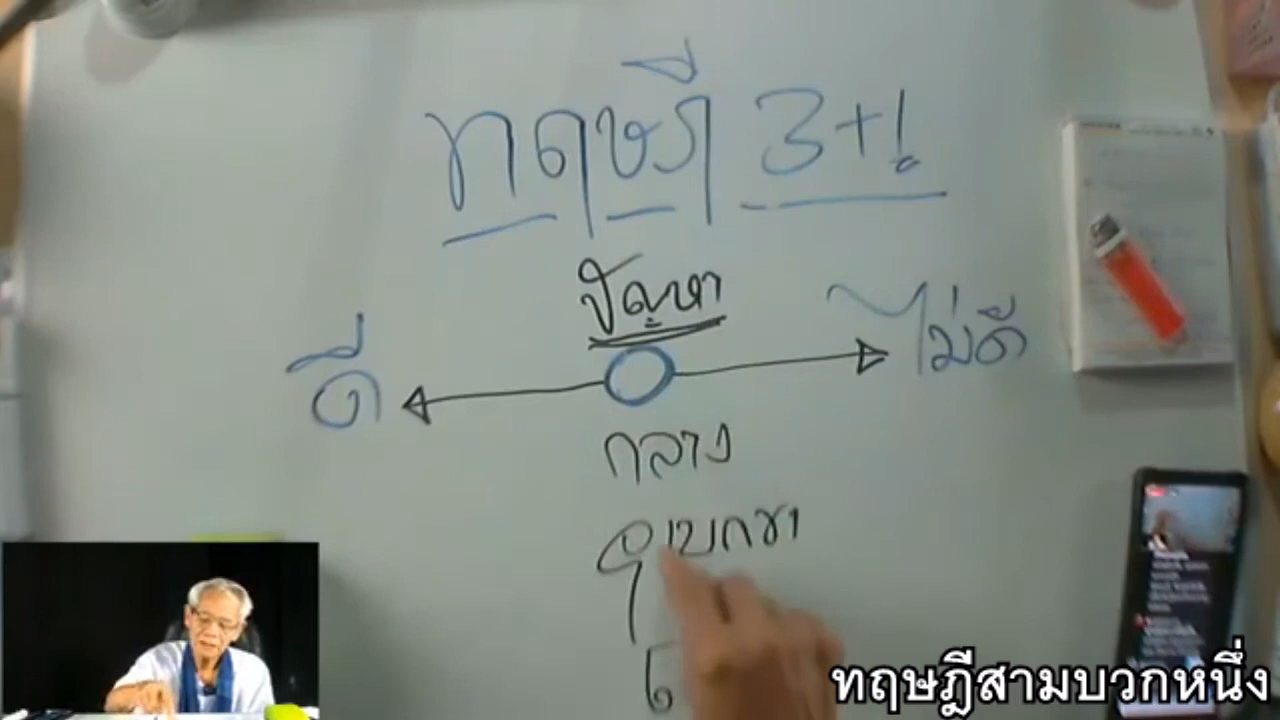 ทฤษฎี 3+1
ปัญหา
ดี
ไม่ดี
กลาง
อุเบกขา
ทฤษฎีสามบวกหนึ่ง